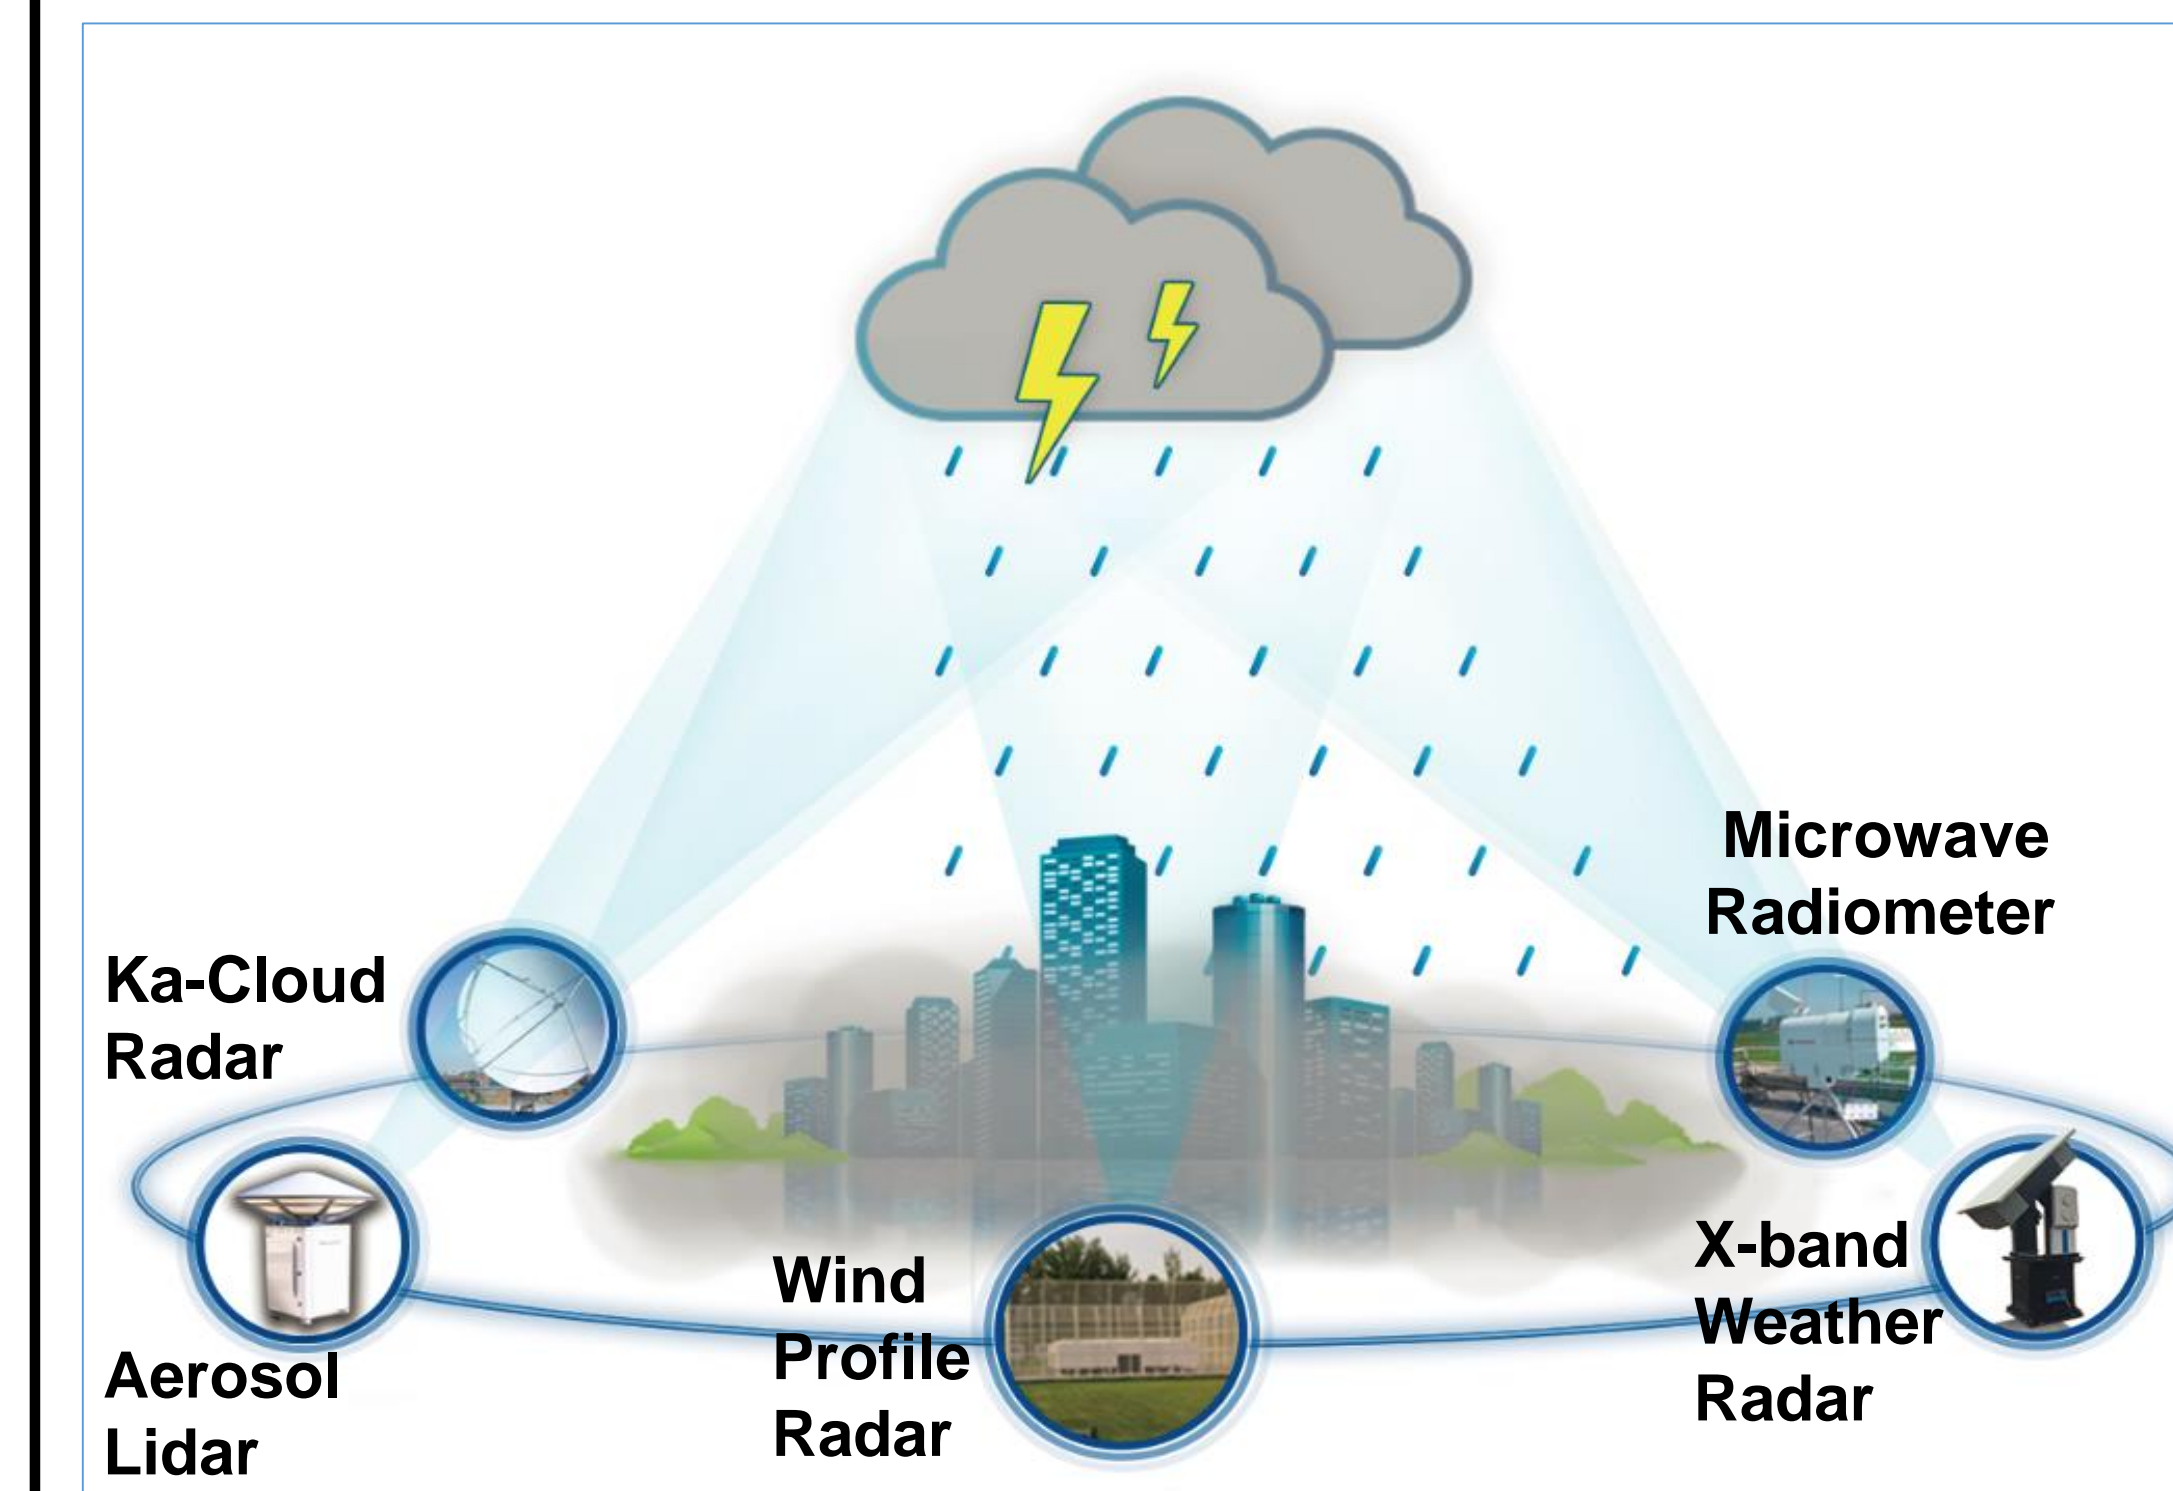 Microwave
Radiometer
Ka-Cloud
Radar
X-band
Weather
Radar
Wind
Profile
Radar
Aerosol
Lidar